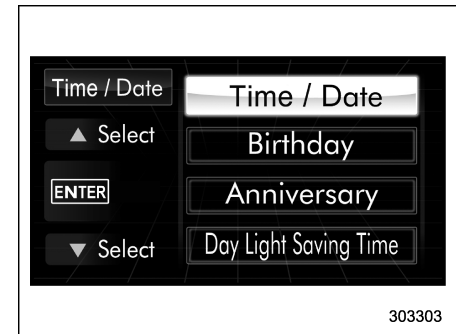 Time / Date
▲ Select
ENTER
▼ Select
Time / Date
Birthday
Anniversary
Day Light Saving Time
303303